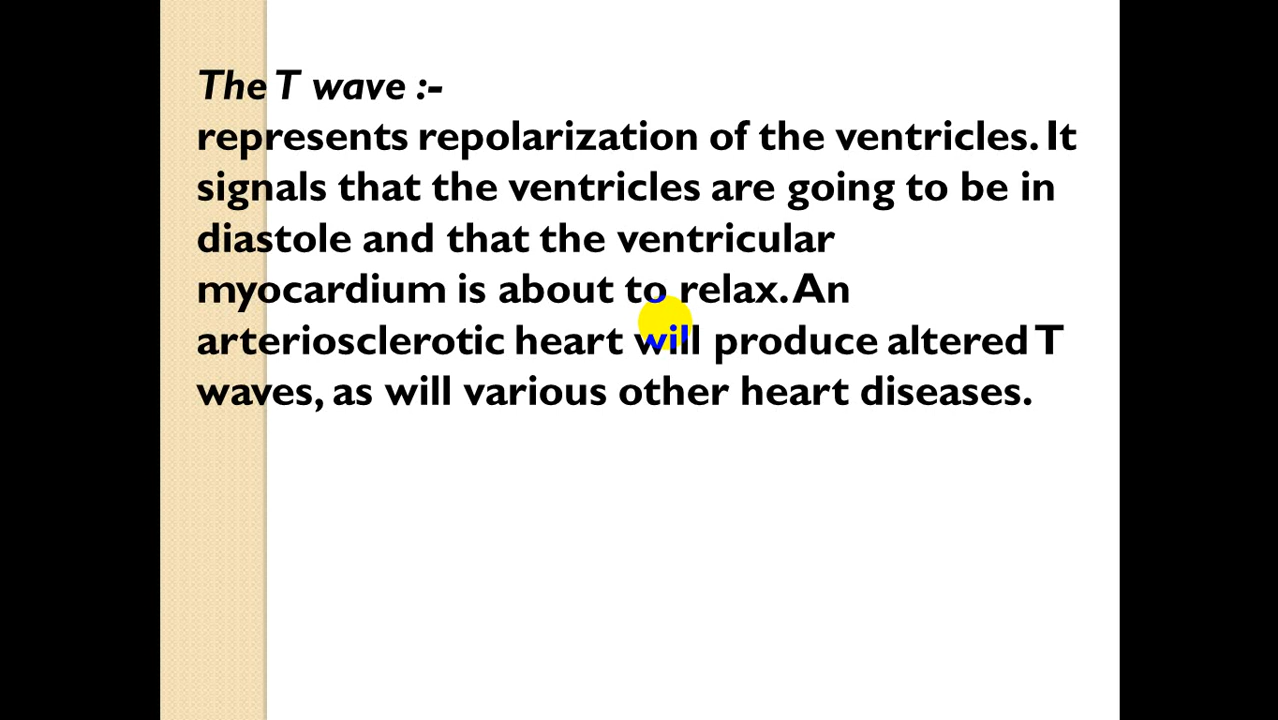 The T wave :-
represents repolarization of the ventricles. It
signals that the ventricles are going to be in
diastole and that the ventricular
myocardium is about to relax. An
arteriosclerotic heart will produce altered T
waves, as will various other heart diseases.